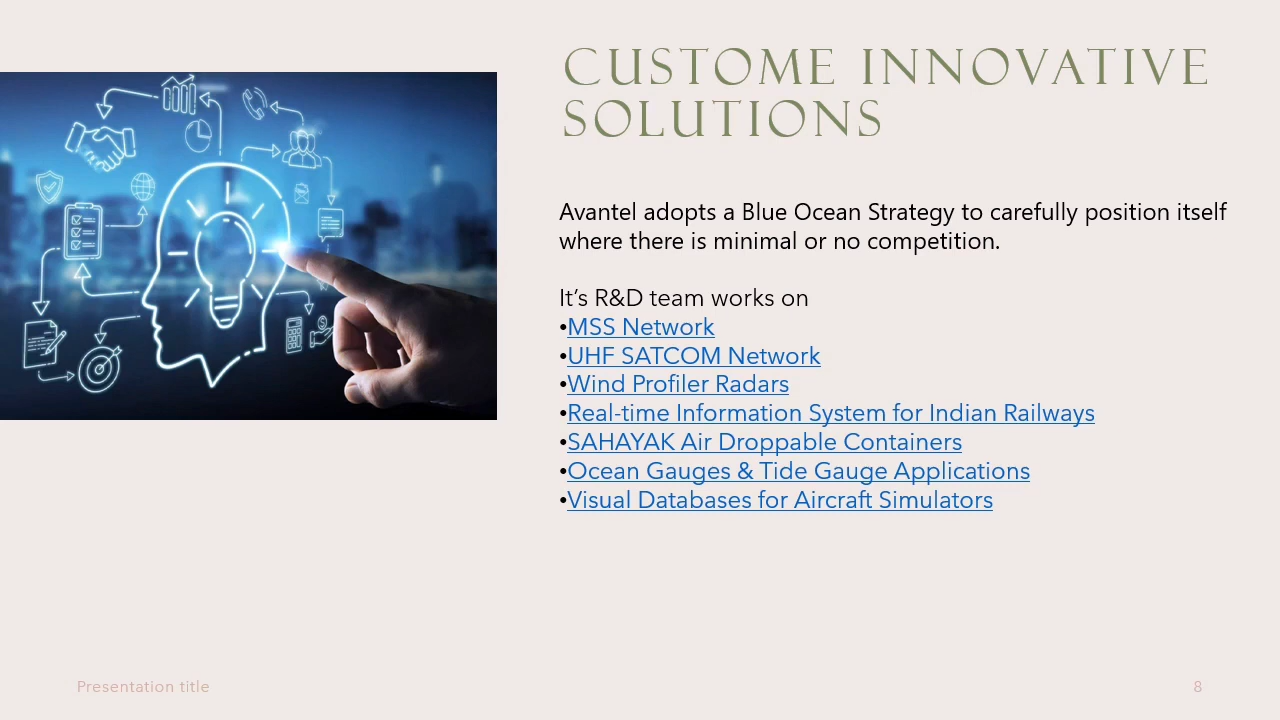 CUSTOME INNOVATIVE
SOLUTIONS
Avantel adopts a Blue Ocean Strategy to carefully position itself
where there is minimal or no competition.
It’s R&D team works on
•MSS Network
•UHF SATCOM Network
•Wind Profiler Radars
•Real-time Information System for Indian Railways
•SAHAYAK Air Droppable Containers
•Ocean Gauges & Tide Gauge Applications
•Visual Databases for Aircraft Simulators
Presentation title
8